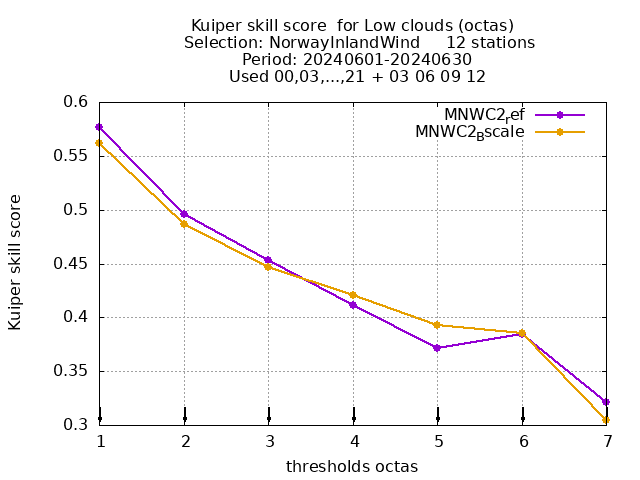 Kuiper skill score  for Low clouds (octas)
Selection: NorwayInlandWind     12 stations
Period: 20240601-20240630
Used 00,03,...,21 + 03 06 09 12
MNWC2ref
MNWC2Bscale
0.6
0.55
0.5
0.45
0.4
0.35
0.3
Kuiper skill score
1 2 3 4 5 6 7
thresholds octas